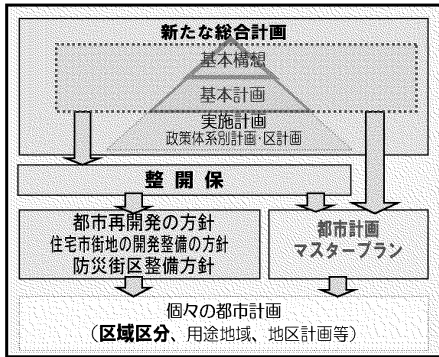 新たな総合計画
基本構想
基本計画
実施計画
政策体系別計画・区計画
整開保
都市再開発の方針
住宅市街地の開発整備の方針
防災街区整備方針
都市計画
マスタープラン
個々の都市計画
（区域区分、用途地域、地区計画等）